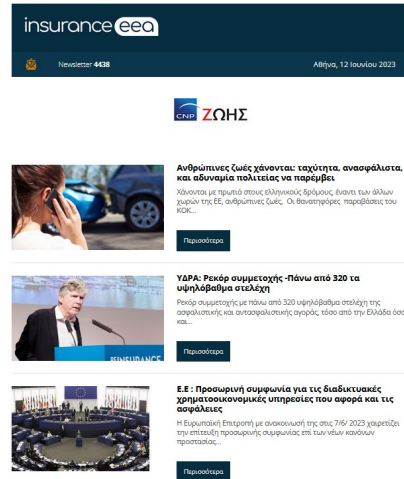 insurance eea
Newsletter 4438
Αθήνα, 12 Ιουνίου 2023
CNP ΖΩΗΣ
Ανθρώπινες ζωές χάνονται: ταχύτητα, ανασφάλιστα,
και αδυναμία πολιτείας να παρέμβει
Χάνονται με πρωτιά στους ελληνικούς δρόμους, έναντι των άλλων
χωρών της ΕΕ, ανθρώπινες ζωές, Οι θανατηφόρες παραβάσεις του
ΚΟΚ...
Περισσότερα
ΥΔΡΑ: Ρεκόρ συμμετοχής -Πάνω από 320 τα
υψηλόβαθμα στελέχη
Ρεκόρ συμμετοχής με πάνω από 320 υψηλόβαθμα στελέχη της
ασφαλιστικής και αντασφαλιστικής αγοράς, τόσο από την Ελλάδα όσο
και...
REINSURANCE
Περισσότερα
Ε.Ε : Προσωρινή συμφωνία για τις διαδικτυακές
χρηματοοικονομικές υπηρεσίες που αφορά και τις
ασφάλειες
Η Ευρωπαϊκή Επιτροπή με ανακοινωσή της στις 7/6/ 2023 χαιρετίζει
την επίτευξη προσωρινής συμφωνίας επί των νέων κανόνων
προστασίας...
Περισσότερα